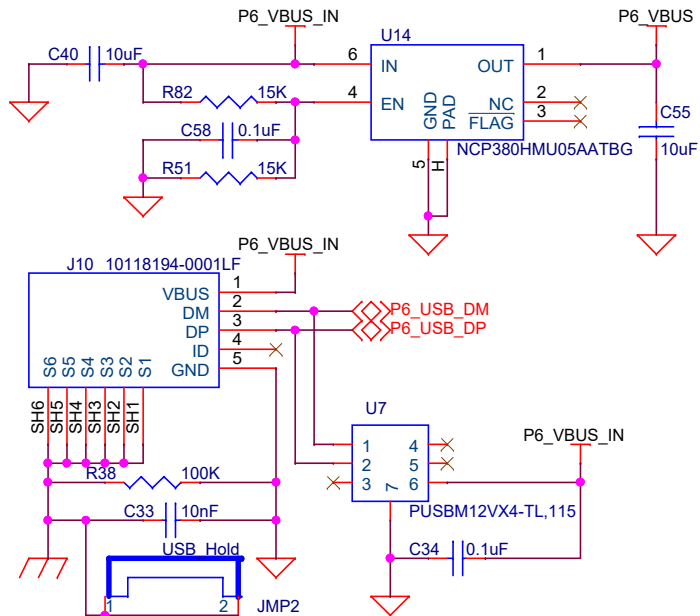 P6_VBUS_IN
P6_VBUS
C40 10uF
U14
6 IN OUT 1
R82 15K
4 EN NC 2
FLAG 3
GND PAD
C58 0.1uF
R51 15K
NCP380HMU05AATBG
5 H
C55
10uF
P6_VBUS_IN
J10 10118194-0001LF
VBUS 1
DM 2
P6_USB_DM
DP 3
P6_USB_DP
ID 4
GND 5
S6 S5 S4 S3 S2 S1
SH6 SH5 SH4 SH3 SH2 SH1
U7
P6_VBUS_IN
1 4
2 5
3 7 6
PUSBM12VX4-TL,115
R38 100K
C33 10nF
C34 0.1uF
USB Hold
1 2 JMP2